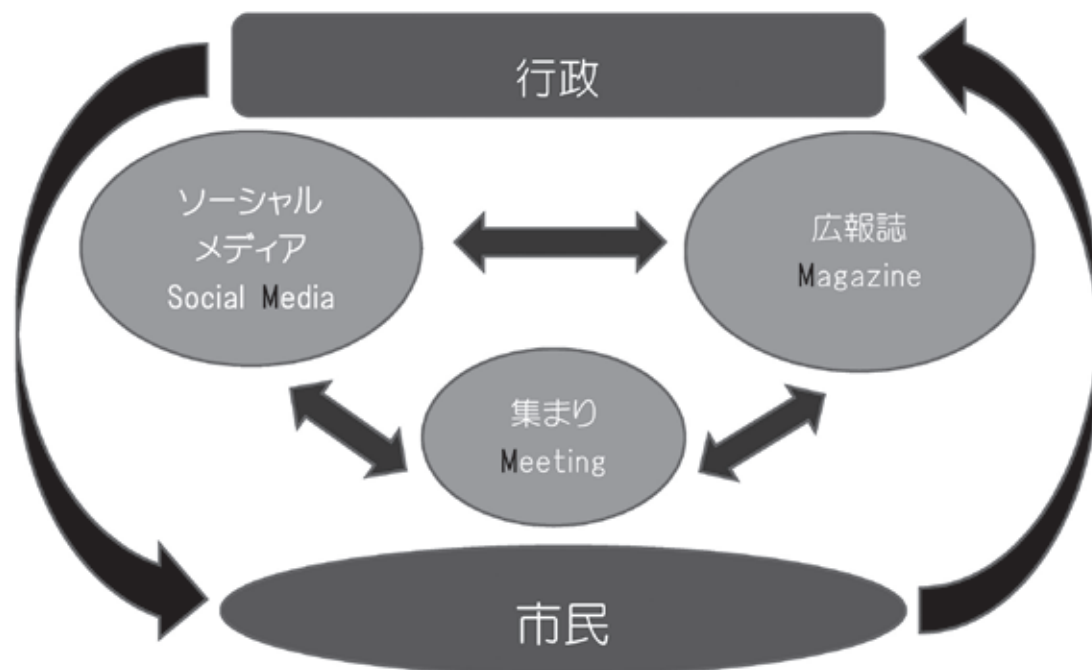 行政
ソーシャル
メディア
Social Media
広報誌
Magazine
集まり
Meeting
市民